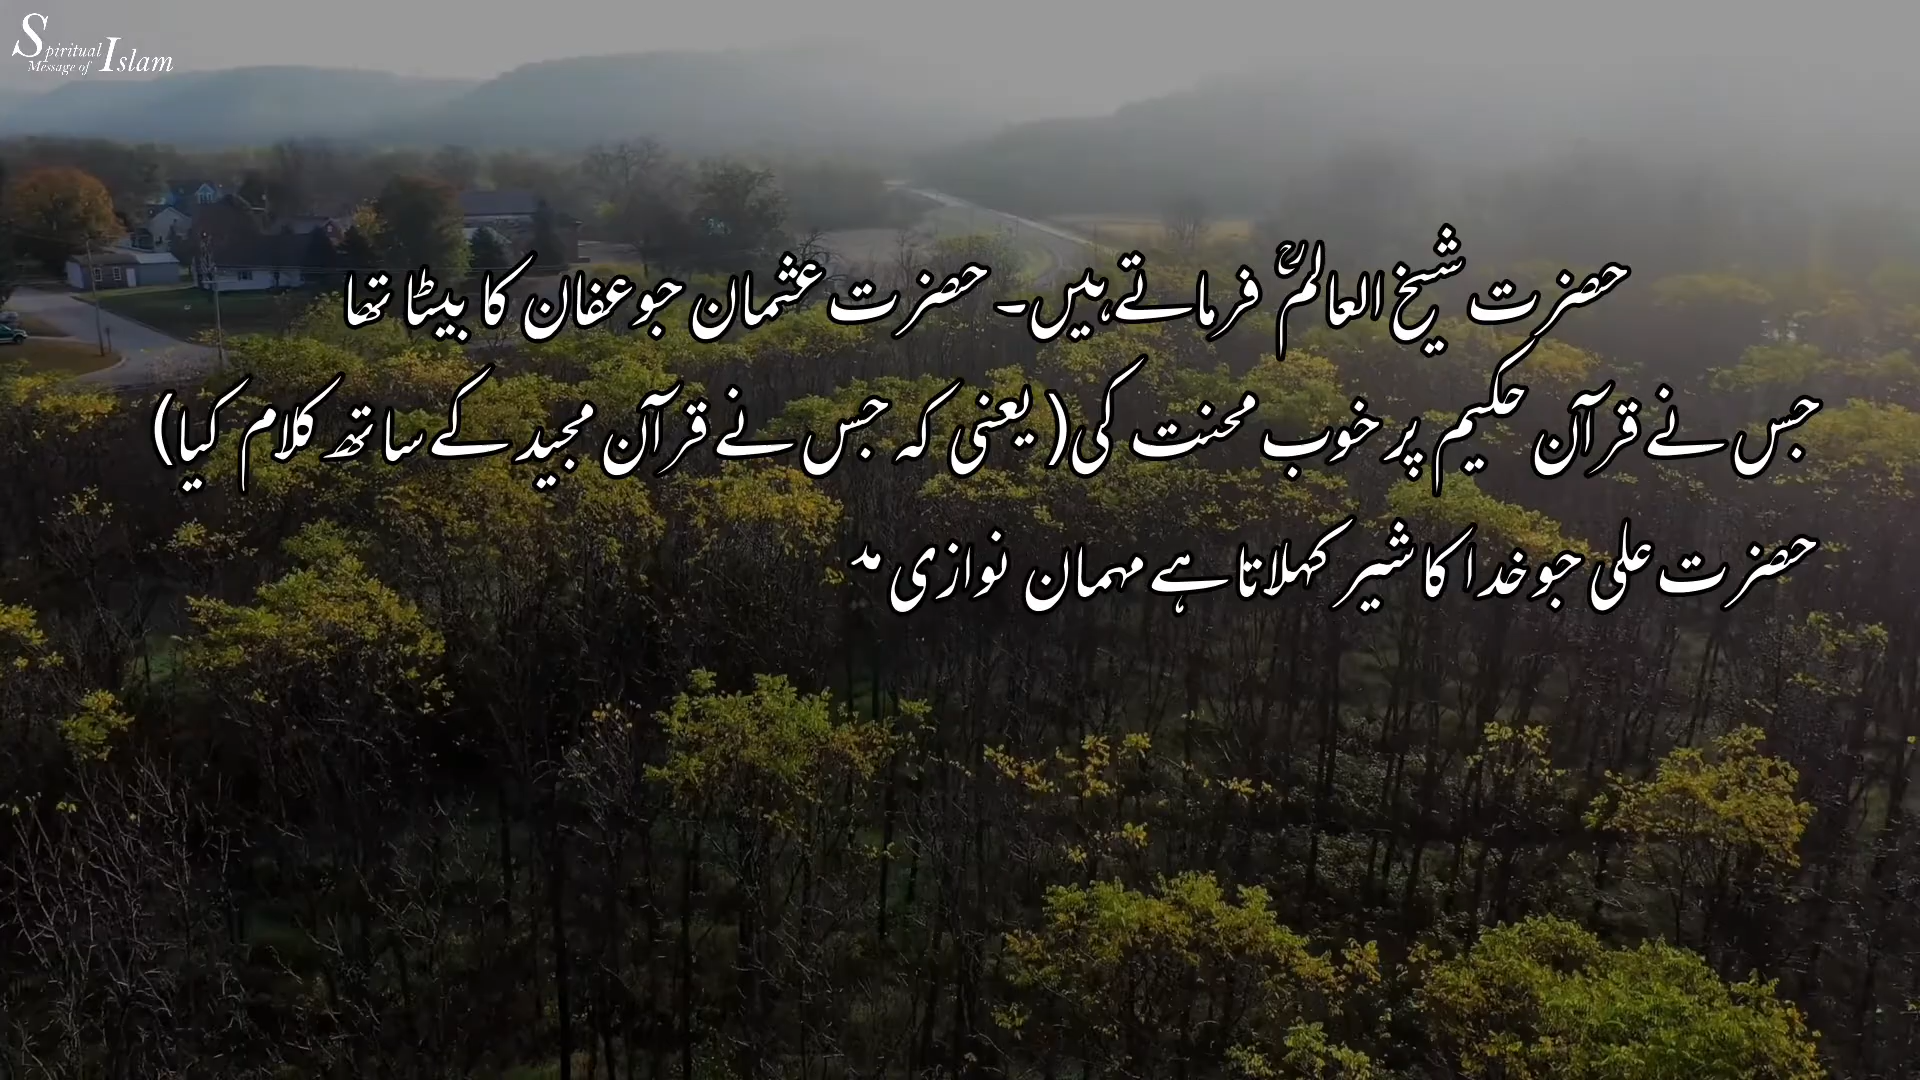 Spiritual
Message of Islam
حضرت شیخ العالمؒ فرماتے ہیں۔ حضرت عثمان جو عفان کا بیٹا تھا
جس نے قرآن حکیم پر خوب محنت کی( یعنی کہ جس نے قرآن مجید کے ساتھ کلام کیا)
حضرت علی جو خدا کا شیر کہلاتا ہے مہمان نوازی